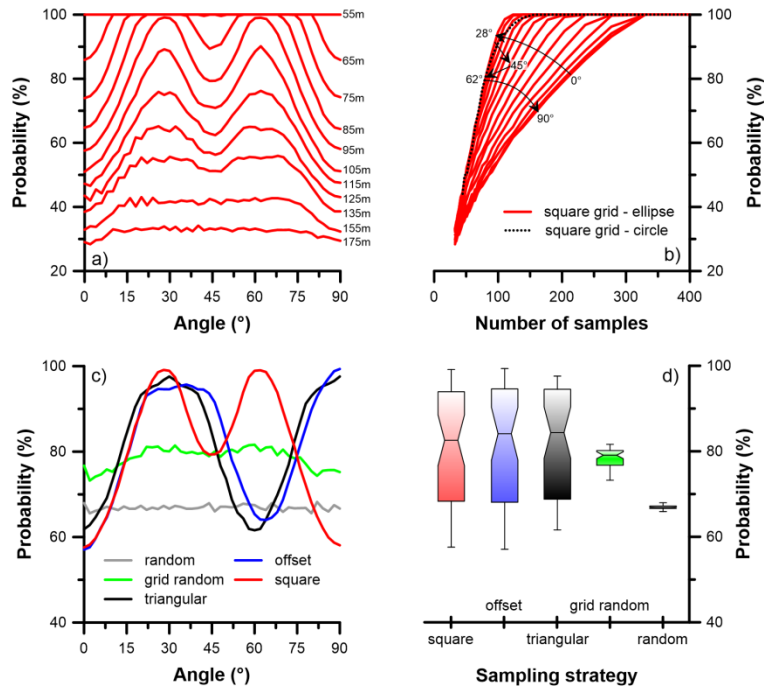 100
80
60
40
20
Probability (%)
0
15
30
45
60
75
90
Angle (°)
a)
55m
65m
75m
85m
95m
105m
115m
125m
135m
155m
175m
100
80
60
40
20
Probability (%)
0
100
200
300
400
Number of samples
b)
28°
45°
62°
0°
90°
square grid - ellipse
square grid - circle
100
80
60
40
Probability (%)
0
15
30
45
60
75
90
Angle (°)
c)
random
grid random
triangular
offset
square
100
80
60
40
Probability (%)
d)
offset
grid random
square
triangular
random
Sampling strategy